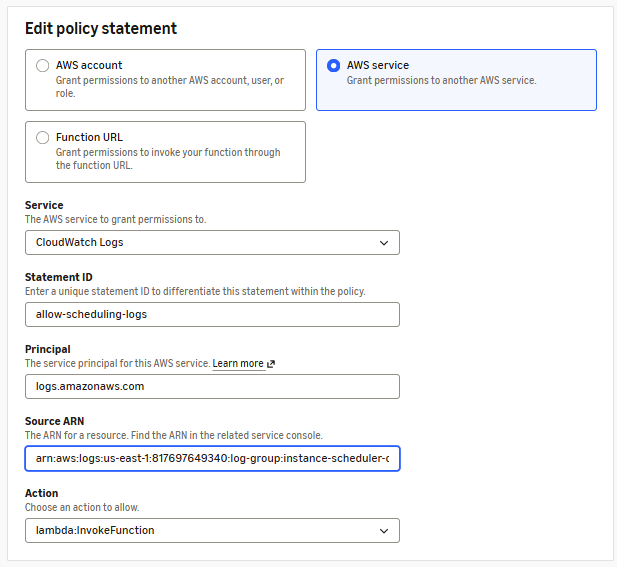 Edit policy statement
AWS account
Grant permissions to another AWS account, user, or
role.
AWS service
Grant permissions to another AWS service.
Function URL
Grant permissions to invoke your function through
the function URL.
Service
The AWS service to grant permissions to.
CloudWatch Logs
Statement ID
Enter a unique statement ID to differentiate this statement within the policy.
allow-scheduling-logs
Principal
The service principal for this AWS service. Learn more
logs.amazonaws.com
Source ARN
The ARN for a resource. Find the ARN in the related service console.
arn:aws:logs:us-east-1:817697649340:log-group:instance-scheduler-
Action
Choose an action to allow.
lambda:InvokeFunction